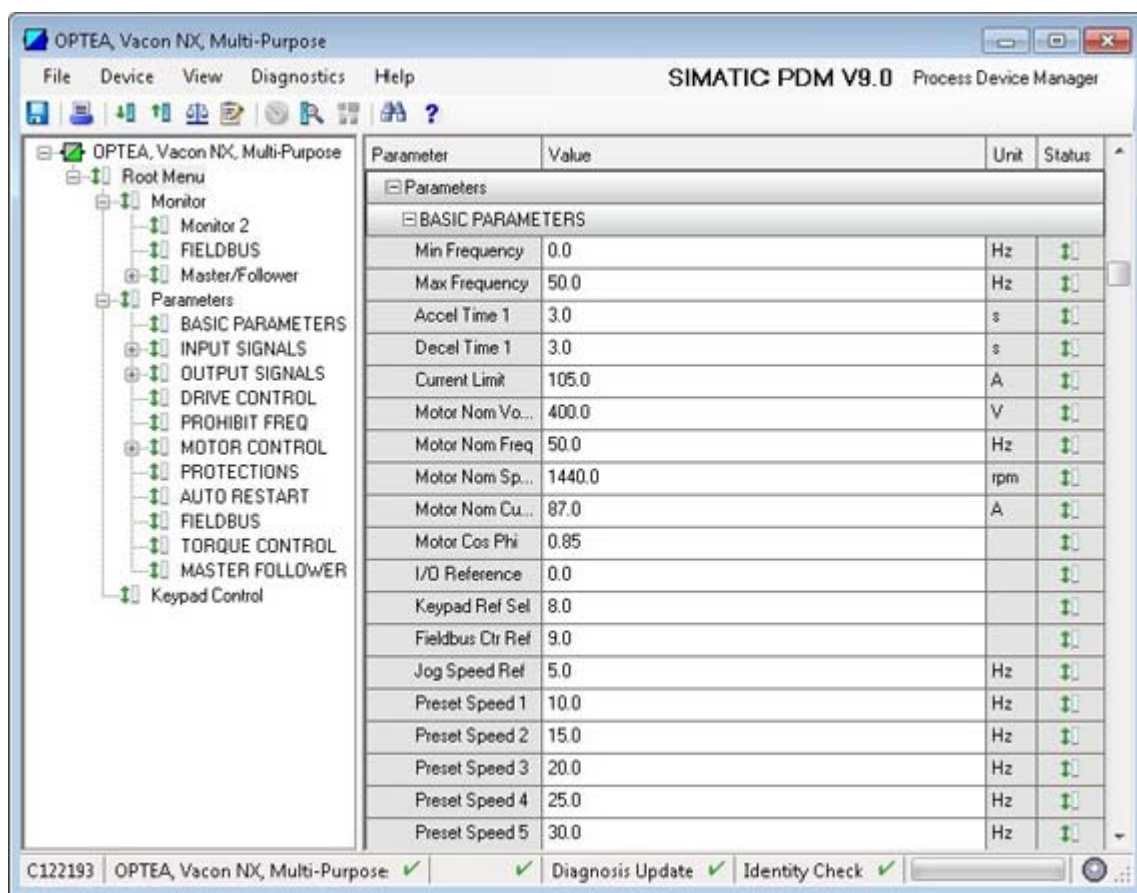 OPTEA, Vacon NX, Multi-Purpose
File Device View Diagnostics Help SIMATIC PDM V9.0 Process Device Manager
?
OPTEA, Vacon NX, Multi-Purpose
Root Menu
Monitor
Monitor 2
FIELDBUS
Master/Follower
Parameters
BASIC PARAMETERS
INPUT SIGNALS
OUTPUT SIGNALS
DRIVE CONTROL
PROHIBIT FREQ
MOTOR CONTROL
PROTECTIONS
AUTO RESTART
FIELDBUS
TORQUE CONTROL
MASTER FOLLOWER
Keypad Control
Parameter Value Unit Status
Parameters
BASIC PARAMETERS
Min Frequency 0.0 Hz
Max Frequency 50.0 Hz
Accel Time 1 3.0 s
Decel Time 1 3.0 s
Current Limit 105.0 A
Motor Nom Vo... 400.0 V
Motor Nom Freq 50.0 Hz
Motor Nom Sp... 1440.0 rpm
Motor Nom Cu... 87.0 A
Motor Cos Phi 0.85
I/O Reference 0.0
Keypad Ref Sel 8.0
Fieldbus Ctr Ref 9.0
Jog Speed Ref 5.0 Hz
Preset Speed 1 10.0 Hz
Preset Speed 2 15.0 Hz
Preset Speed 3 20.0 Hz
Preset Speed 4 25.0 Hz
Preset Speed 5 30.0 Hz
C122193 OPTEA, Vacon NX, Multi-Purpose Diagnosis Update Identity Check